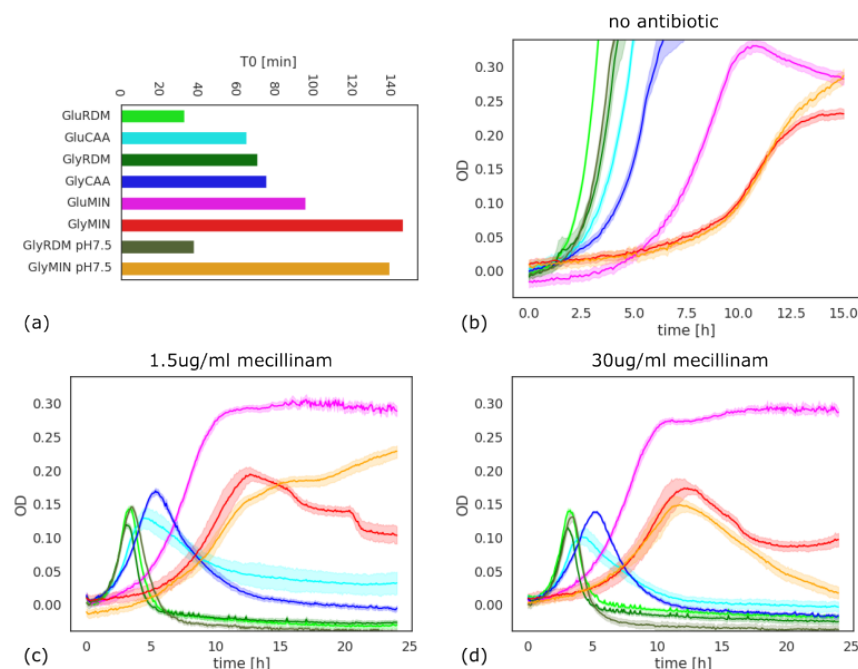 T0 [min]
0 20 40 60 80 100 120 140
GluRDM
GluCAA
GlyRDM
GlyCAA
GluMIN
GlyMIN
GlyRDM pH7.5
GlyMIN pH7.5
(a)
no antibiotic
OD
0.30
0.25
0.20
0.15
0.10
0.05
0.00
0.0 2.5 5.0 7.5 10.0 12.5 15.0
time [h]
(b)
1.5ug/ml mecillinam
OD
0.30
0.25
0.20
0.15
0.10
0.05
0.00
0 5 10 15 20 25
time [h]
(c)
30ug/ml mecillinam
OD
0.30
0.25
0.20
0.15
0.10
0.05
0.00
0 5 10 15 20 25
time [h]
(d)